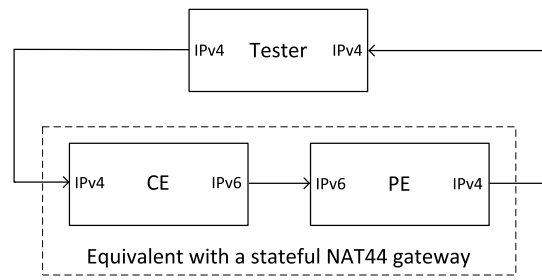 IPv4 Tester IPv4
IPv4 CE IPv6 IPv6 PE IPv4
Equivalent with a stateful NAT44 gateway